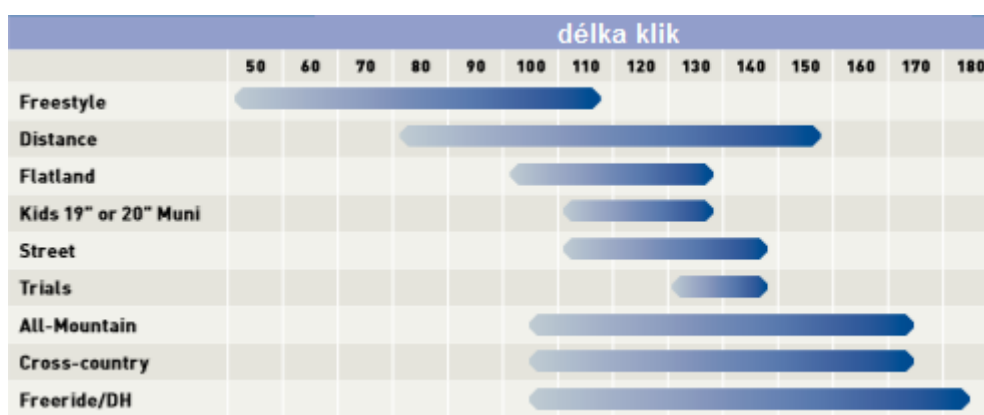 délka klik
50 60 70 80 90 100 110 120 130 140 150 160 170 180
Freestyle
Distance
Flatland
Kids 19" or 20" Muni
Street
Trials
All-Mountain
Cross-country
Freeride/DH